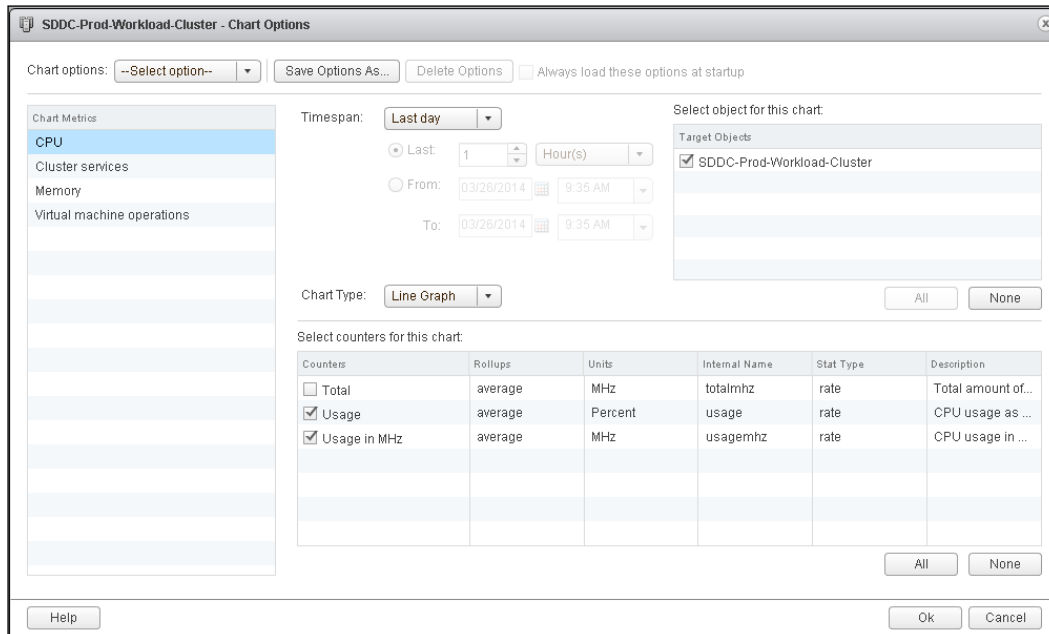 SDDC-Prod-Workload-Cluster - Chart Options
Chart options: --Select option-- Save Options As... Delete Options Always load these options at startup
Chart Metrics
CPU
Cluster services
Memory
Virtual machine operations
Timespan: Last day
Last: 1 Hour(s)
From: 03/26/2014 9:35 AM
To: 03/26/2014 9:35 AM
Chart Type: Line Graph
Select object for this chart:
Target Objects
SDDC-Prod-Workload-Cluster
All None
Select counters for this chart:
Counters Rollups Units Internal Name Stat Type Description
Total average MHz totalmhz rate Total amount of...
Usage average Percent usage rate CPU usage as ...
Usage in MHz average MHz usagemhz rate CPU usage in ...
All None
Help Ok Cancel